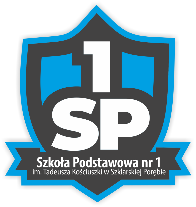 1
SP
Szkoła Podstawowa nr 1
im. Tadeusza Kościuszki w Szklarskiej Porębie